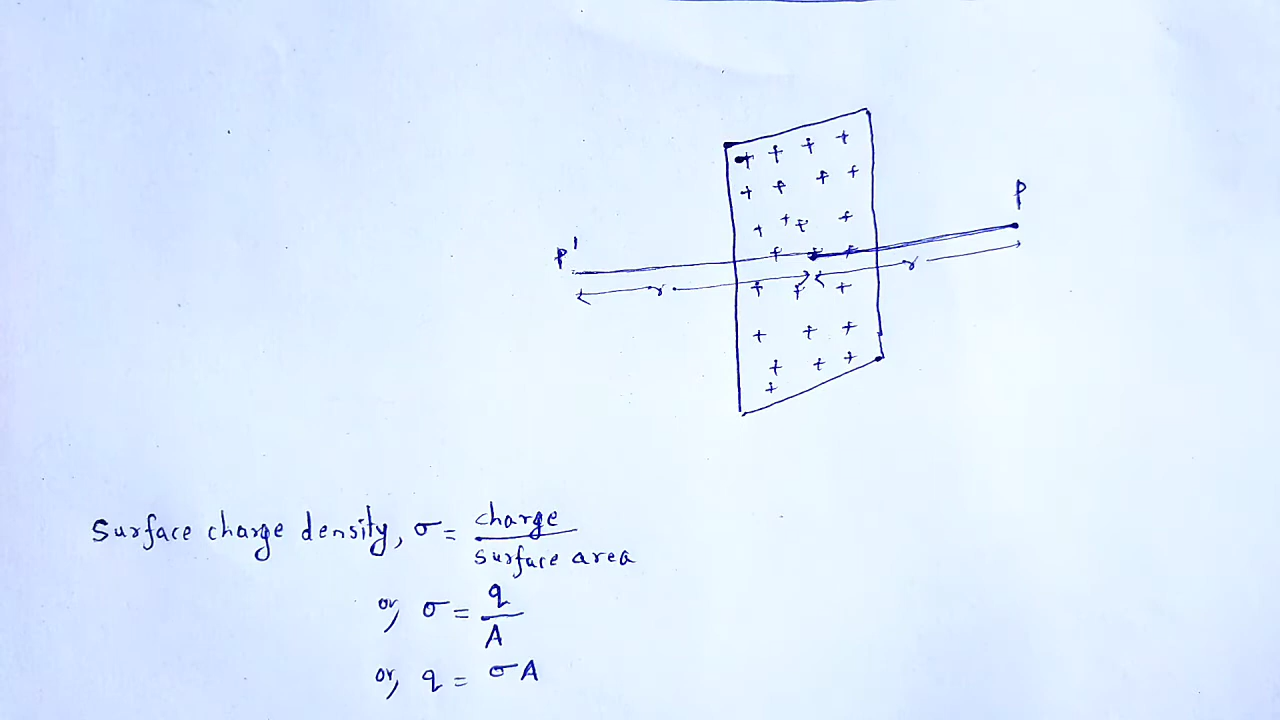 P
P'
r r
Surface charge density, σ = charge / surface area
or, σ = q / A
or, q = σA